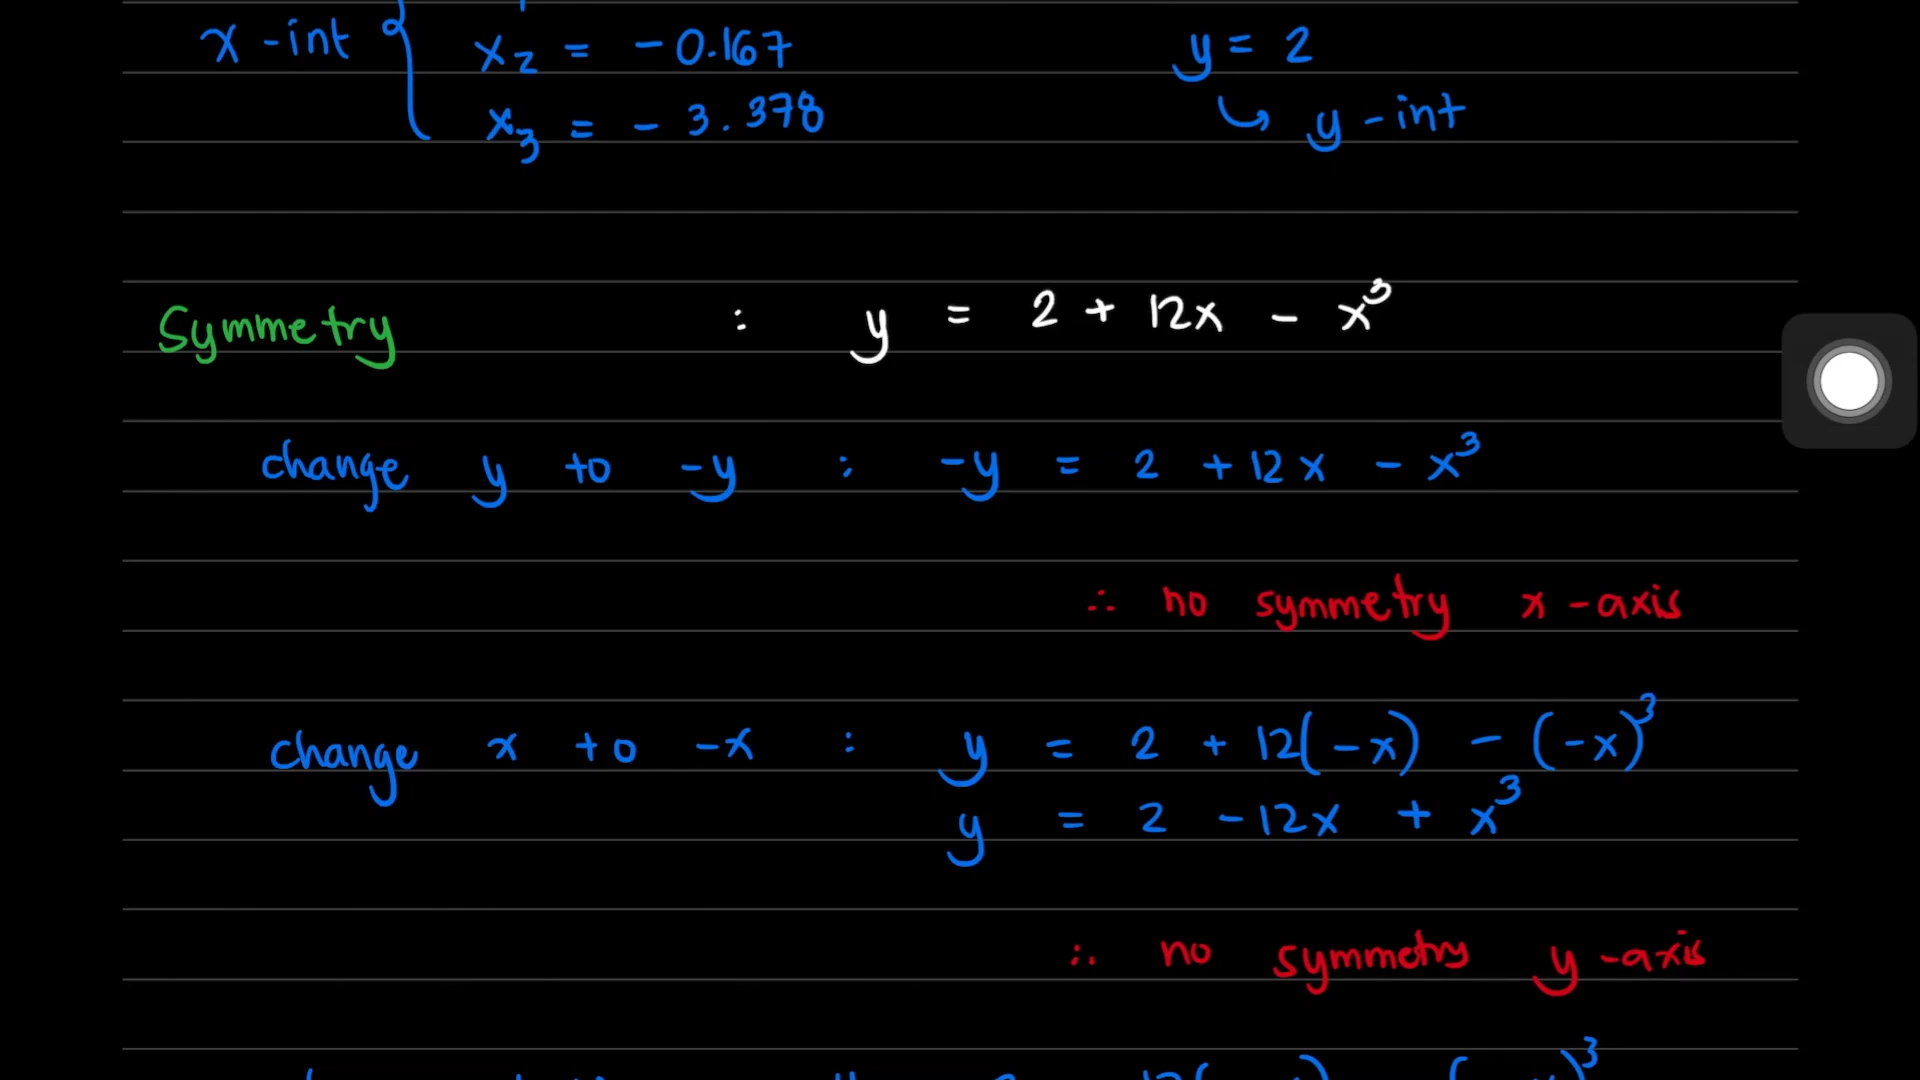 x-int { x₂ = -0.167 y = 2
x₃ = -3.378 ↳ y-int
Symmetry : y = 2 + 12x - x³
change y to -y : -y = 2 + 12x - x³
∴ no symmetry x-axis
change x to -x : y = 2 + 12(-x) - (-x)³
y = 2 - 12x + x³
∴ no symmetry y-axis